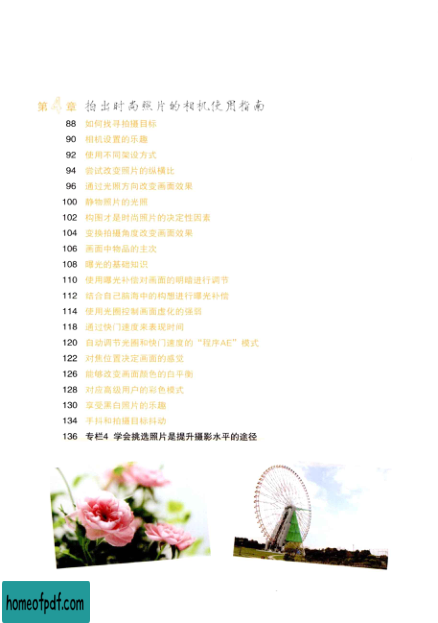 第4章 拍出时尚照片的相机使用指南
88 如何找寻拍摄目标
90 相机设置的乐趣
92 使用不同架设方式
94 尝试改变照片的纵横比
96 通过光照方向改变画面效果
100 静物照片的光照
102 构图才是时尚照片的决定性因素
104 变换拍摄角度改变画面效果
106 画面中物品的主次
108 曝光的基础知识
110 使用曝光补偿对画面的明暗进行调节
112 结合自己脑海中的构想进行曝光补偿
114 使用光圈控制画面虚化的强弱
118 通过快门速度来表现时间
120 自动调节光圈和快门速度的“程序AE”模式
122 对焦位置决定画面的感觉
126 能够改变画面颜色的白平衡
128 对应高级用户的彩色模式
130 享受黑白照片的乐趣
134 手抖和拍摄目标抖动
136 专栏4 学会挑选照片是提升摄影水平的途径
homeofpdf.com